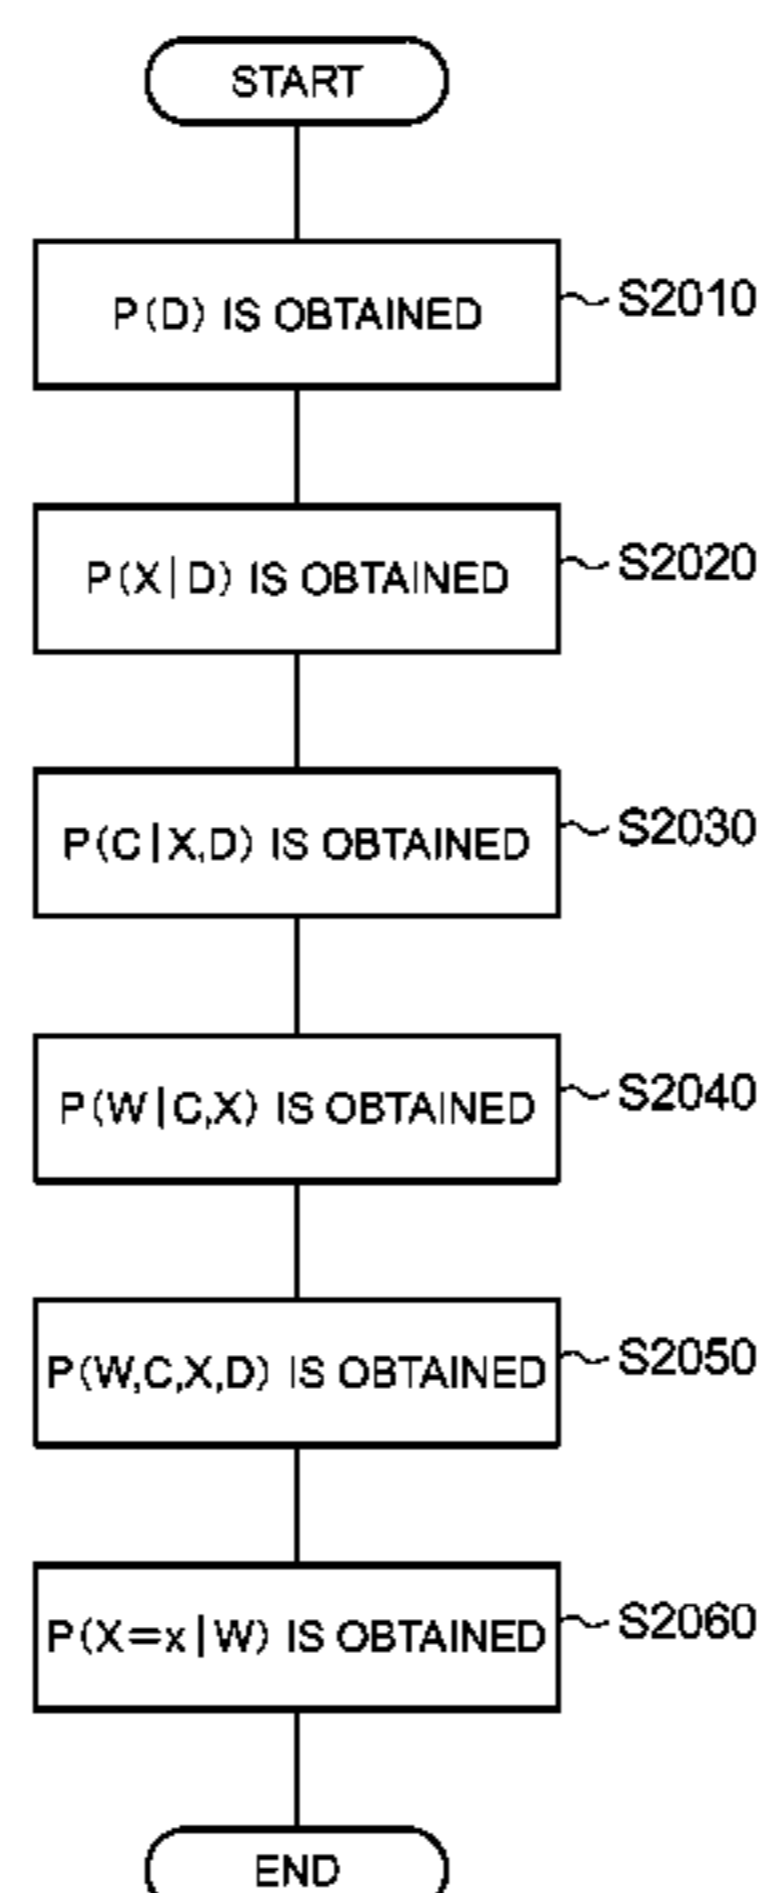 START
P(D) IS OBTAINED
S2010
P(X|D) IS OBTAINED
S2020
P(C|X,D) IS OBTAINED
S2030
P(W|C,X) IS OBTAINED
S2040
P(W,C,X,D) IS OBTAINED
S2050
P(X=x|W) IS OBTAINED
S2060
END